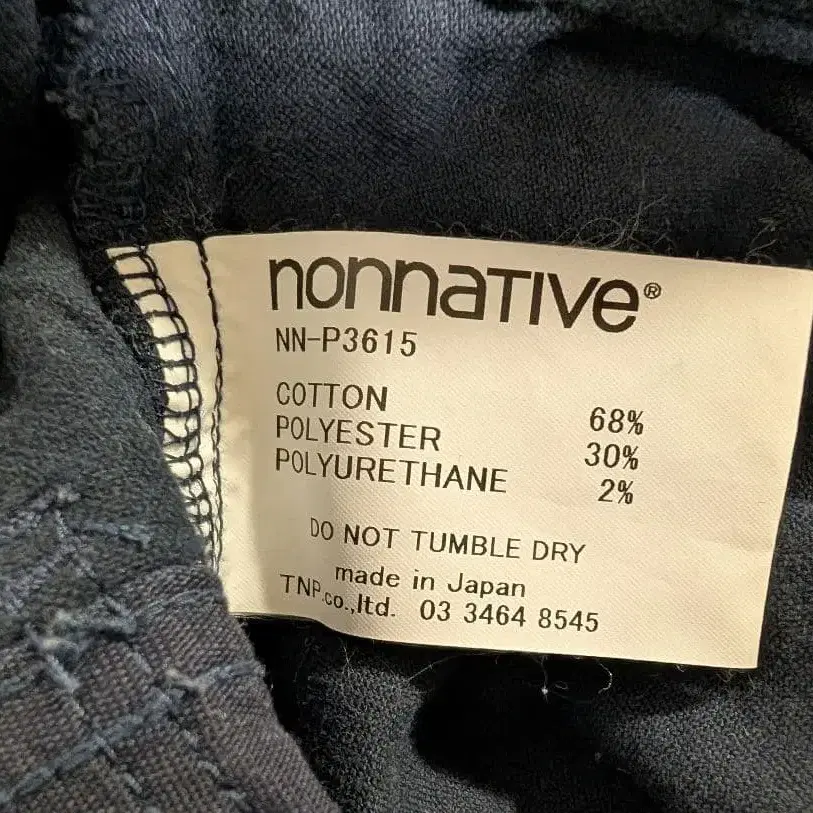 nonnaTIVe®
NN-P3615
COTTON 68%
POLYESTER 30%
POLYURETHANE 2%
DO NOT TUMBLE DRY
made in Japan
TNP.co.,ltd. 03 3464 8545